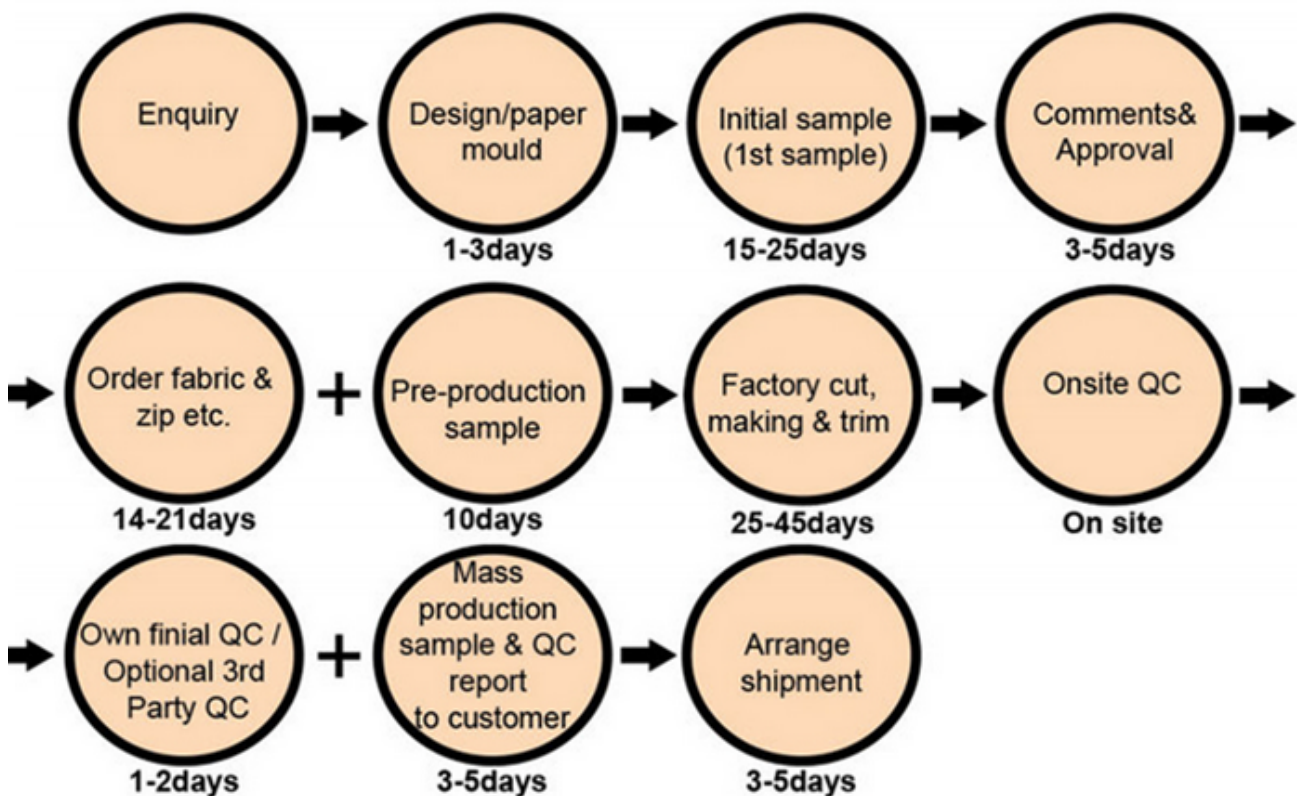 Enquiry
Design/paper
mould
1-3days
Initial sample
(1st sample)
15-25days
Comments&
Approval
3-5days
Order fabric &
zip etc.
14-21days
+
Pre-production
sample
10days
Factory cut,
making & trim
25-45days
Onsite QC
On site
Own finial QC /
Optional 3rd
Party QC
1-2days
+
Mass
production
sample & QC
report
to customer
3-5days
Arrange
shipment
3-5days